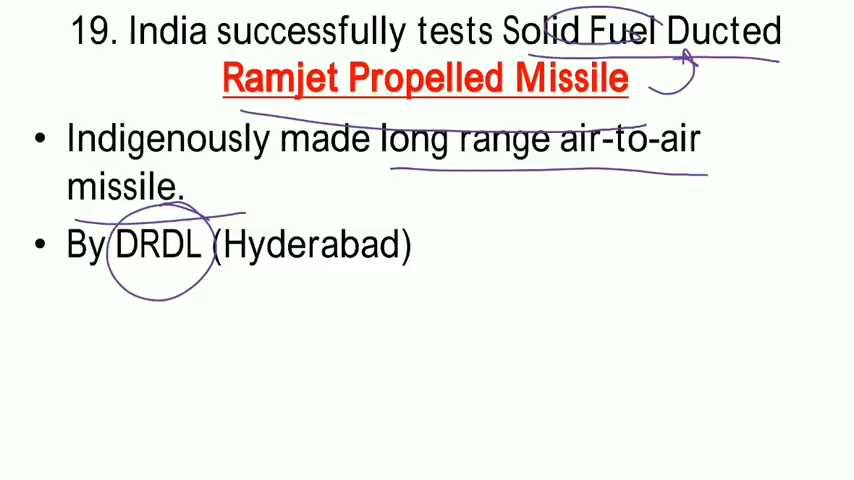 19. India successfully tests Solid Fuel Ducted
Ramjet Propelled Missile
• Indigenously made long range air-to-air
missile.
• By DRDL (Hyderabad)